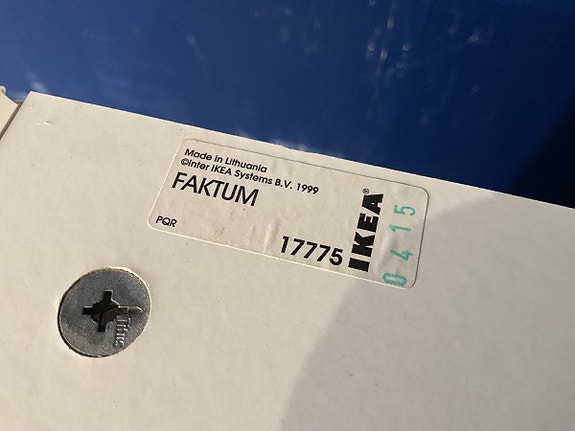 Made in Lithuania
©Inter IKEA Systems B.V. 1999
FAKTUM
PQR
17775
IKEA®
0415